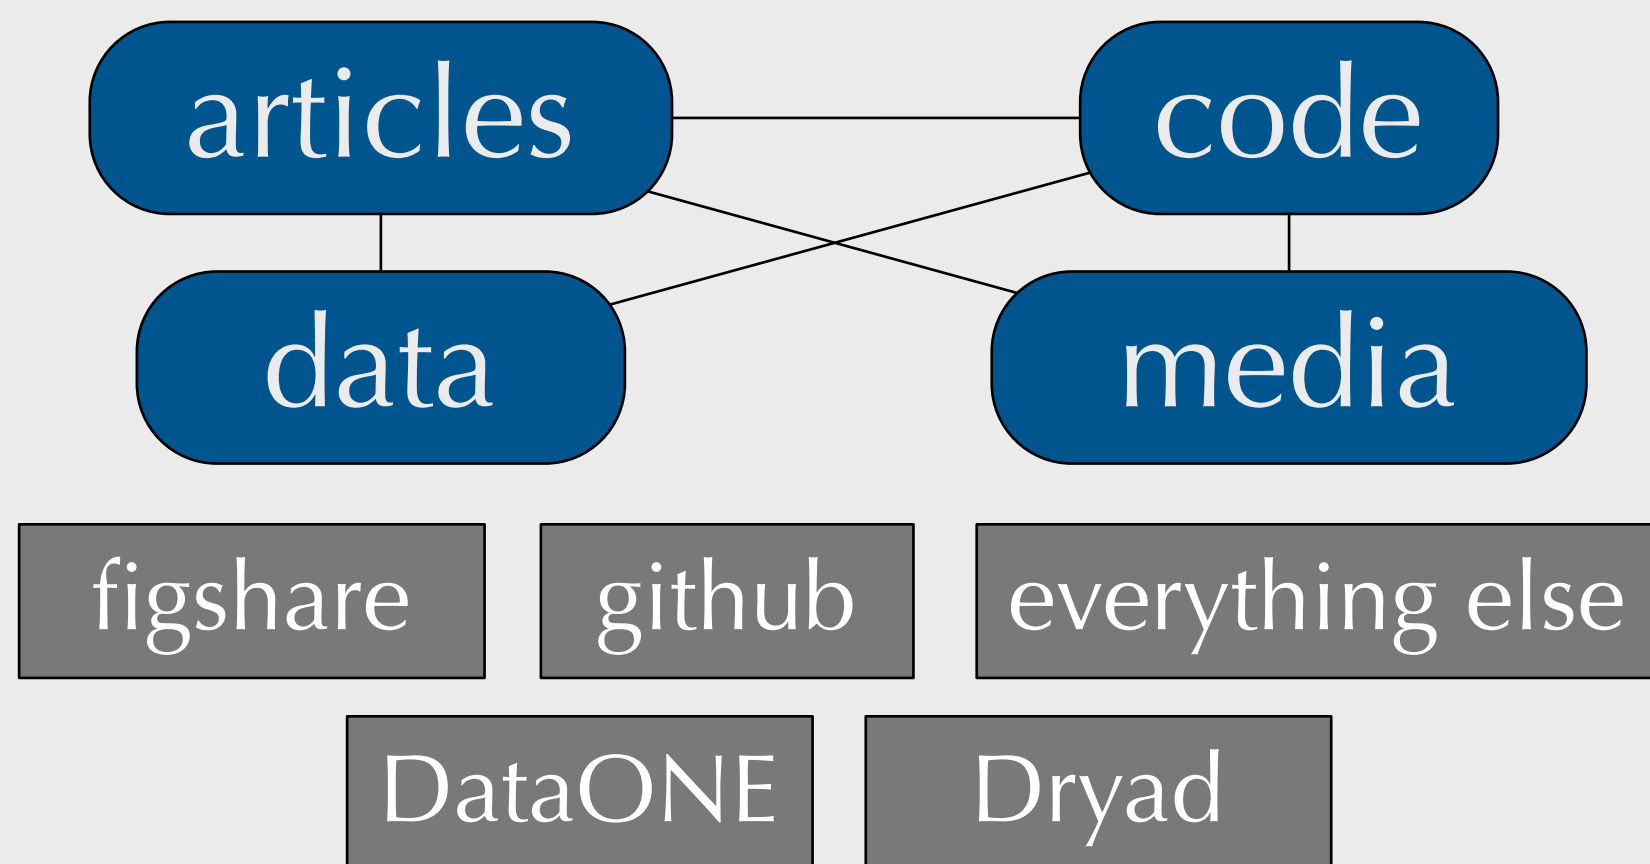 articles
code
data
media
figshare
github
everything else
DataONE
Dryad